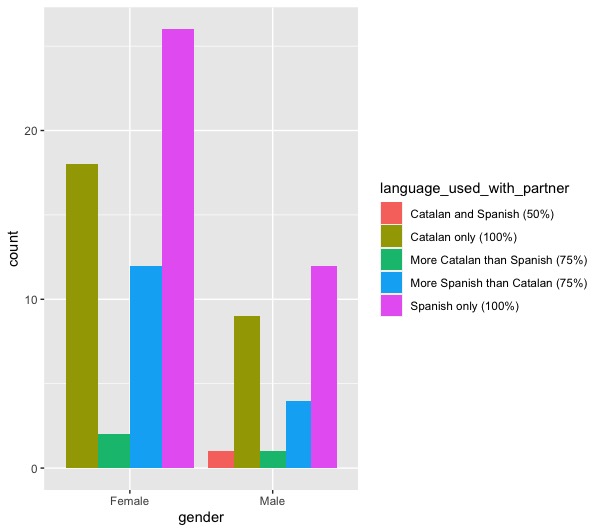 20
10
0
count
Female
Male
gender
language_used_with_partner
Catalan and Spanish (50%)
Catalan only (100%)
More Catalan than Spanish (75%)
More Spanish than Catalan (75%)
Spanish only (100%)